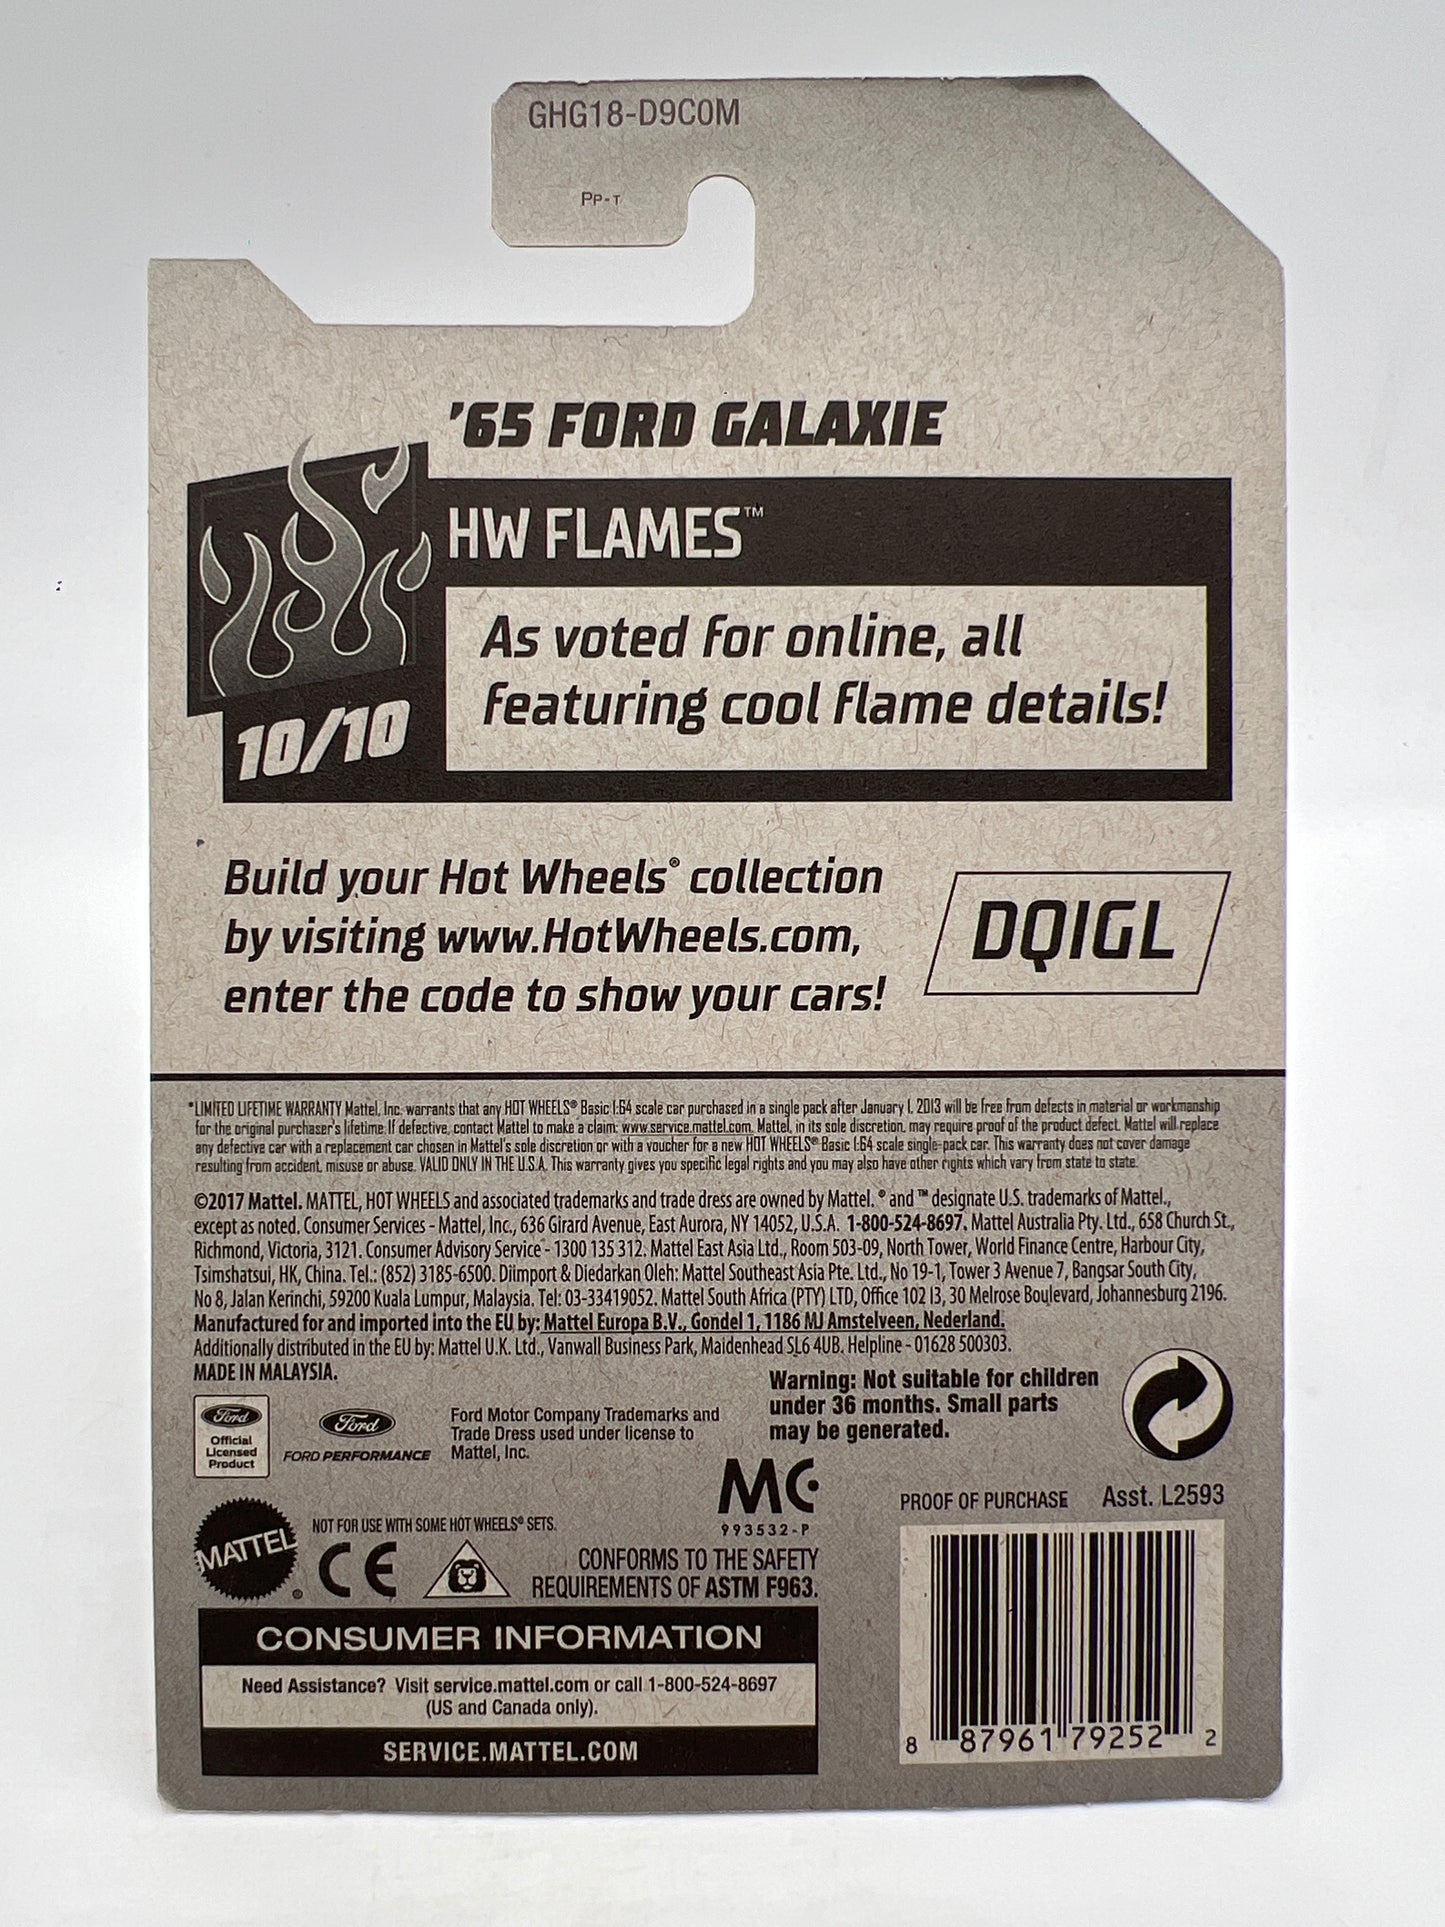 GHG18-D9C0M
PP-T
'65 FORD GALAXIE
HW FLAMES™
As voted for online, all
featuring cool flame details!
10/10
Build your Hot Wheels® collection
by visiting www.HotWheels.com,
enter the code to show your cars!
DQIGL
*LIMITED LIFETIME WARRANTY Mattel, Inc. warrants that any HOT WHEELS® Basic 1:64 scale car purchased in a single pack after January 1, 2013 will be free from defects in material or workmanship
for the original purchaser's lifetime. If defective, contact Mattel to make a claim: www.service.mattel.com. Mattel, in its sole discretion, may require proof of the product defect. Mattel will replace
any defective car with a replacement car chosen in Mattel's sole discretion or with a voucher for a new HOT WHEELS® Basic 1:64 scale single-pack car. This warranty does not cover damage
resulting from accident, misuse or abuse. VALID ONLY IN THE U.S.A. This warranty gives you specific legal rights and you may also have other rights which vary from state to state.
©2017 Mattel. MATTEL, HOT WHEELS and associated trademarks and trade dress are owned by Mattel. ® and ™ designate U.S. trademarks of Mattel.,
except as noted. Consumer Services - Mattel, Inc., 636 Girard Avenue, East Aurora, NY 14052, U.S.A. 1-800-524-8697. Mattel Australia Pty. Ltd., 658 Church St.,
Richmond, Victoria, 3121. Consumer Advisory Service - 1300 135 312. Mattel East Asia Ltd., Room 503-09, North Tower, World Finance Centre, Harbour City,
Tsimshatsui, HK, China. Tel.: (852) 3185-6500. Diimport & Diedarkan Oleh: Mattel Southeast Asia Pte. Ltd., No 19-1, Tower 3 Avenue 7, Bangsar South City,
No 8, Jalan Kerinchi, 59200 Kuala Lumpur, Malaysia. Tel: 03-33419052. Mattel South Africa (PTY) LTD, Office 102 I3, 30 Melrose Boulevard, Johannesburg 2196.
Manufactured for and imported into the EU by: Mattel Europa B.V., Gondel 1, 1186 MJ Amstelveen, Nederland.
Additionally distributed in the EU by: Mattel U.K. Ltd., Vanwall Business Park, Maidenhead SL6 4UB. Helpline - 01628 500303.
MADE IN MALAYSIA.
Warning: Not suitable for children
under 36 months. Small parts
may be generated.
Ford
Official
Licensed
Product
Ford
FORD PERFORMANCE
Ford Motor Company Trademarks and
Trade Dress used under license to
Mattel, Inc.
MC
993532-P
PROOF OF PURCHASE Asst. L2593
MATTEL®
NOT FOR USE WITH SOME HOT WHEELS® SETS.
CE
CONFORMS TO THE SAFETY
REQUIREMENTS OF ASTM F963.
CONSUMER INFORMATION
Need Assistance? Visit service.mattel.com or call 1-800-524-8697
(US and Canada only).
SERVICE.MATTEL.COM
8 87961 79252 2